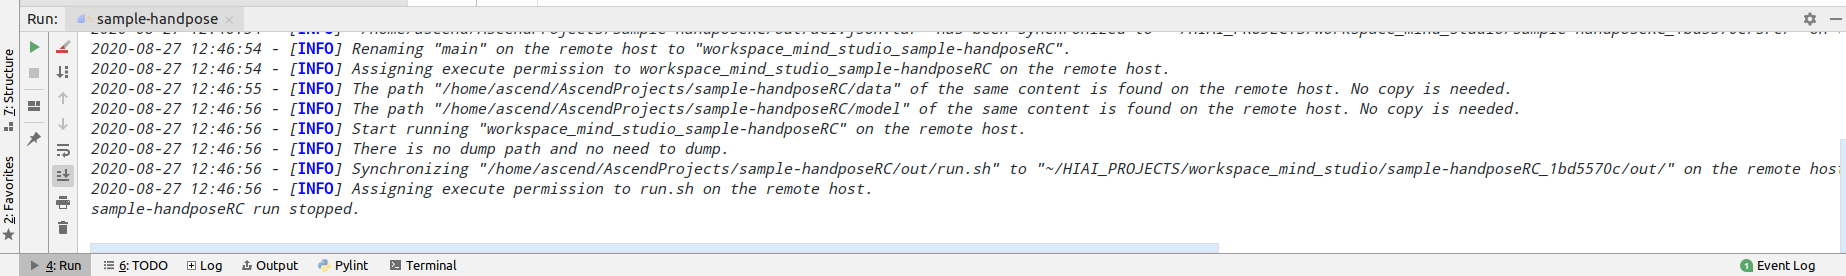 Run: sample-handpose
2020-08-27 12:46:54 - [INFO] Renaming "main" on the remote host to "workspace_mind_studio_sample-handposeRC".
2020-08-27 12:46:54 - [INFO] Assigning execute permission to workspace_mind_studio_sample-handposeRC on the remote host.
2020-08-27 12:46:55 - [INFO] The path "/home/ascend/AscendProjects/sample-handposeRC/data" of the same content is found on the remote host. No copy is needed.
2020-08-27 12:46:56 - [INFO] The path "/home/ascend/AscendProjects/sample-handposeRC/model" of the same content is found on the remote host. No copy is needed.
2020-08-27 12:46:56 - [INFO] Start running "workspace_mind_studio_sample-handposeRC" on the remote host.
2020-08-27 12:46:56 - [INFO] There is no dump path and no need to dump.
2020-08-27 12:46:56 - [INFO] Synchronizing "/home/ascend/AscendProjects/sample-handposeRC/out/run.sh" to "~/HIAI_PROJECTS/workspace_mind_studio/sample-handposeRC_1bd5570c/out/" on the remote host
2020-08-27 12:46:56 - [INFO] Assigning execute permission to run.sh on the remote host.
sample-handposeRC run stopped.
7: Structure
2: Favorites
4: Run 6: TODO Log Output Pylint Terminal 1 Event Log